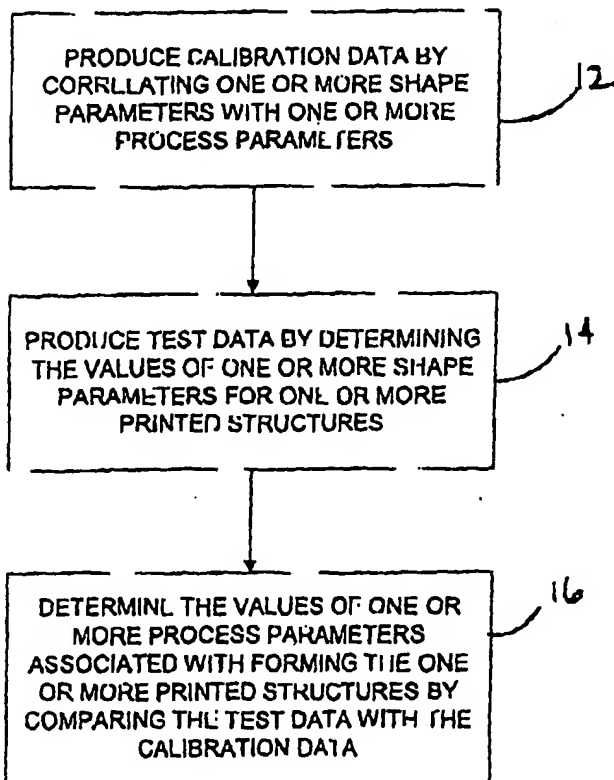 PRODUCE CALIBRATION DATA BY
CORRELATING ONE OR MORE SHAPE
PARAMETERS WITH ONE OR MORE
PROCESS PARAMETERS
12
PRODUCE TEST DATA BY DETERMINING
THE VALUES OF ONE OR MORE SHAPE
PARAMETERS FOR ONE OR MORE
PRINTED STRUCTURES
14
DETERMINE THE VALUES OF ONE OR
MORE PROCESS PARAMETERS
ASSOCIATED WITH FORMING THE ONE
OR MORE PRINTED STRUCTURES BY
COMPARING THE TEST DATA WITH THE
CALIBRATION DATA
16